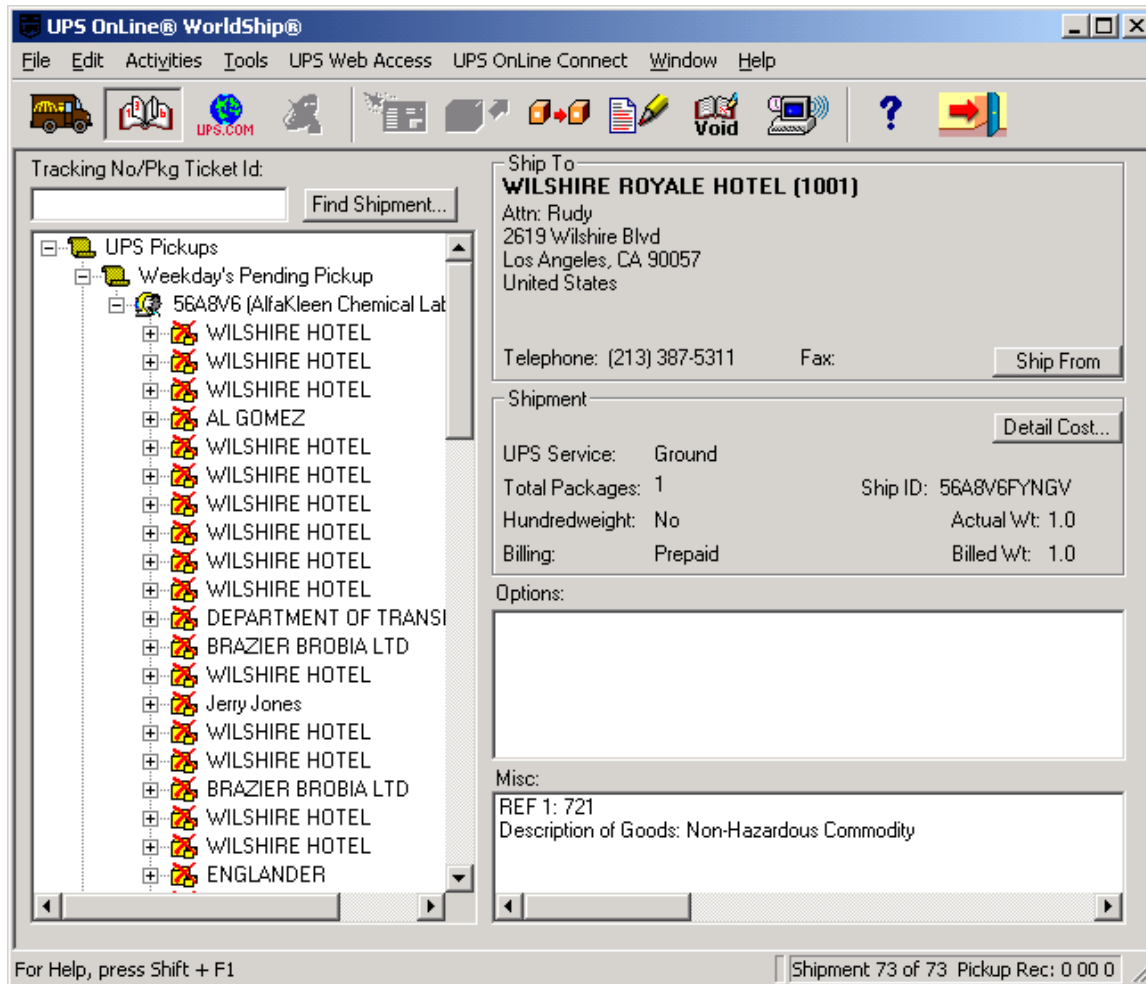 UPS OnLine® WorldShip®
File Edit Activities Tools UPS Web Access UPS OnLine Connect Window Help
UPS.COM
Void
Tracking No/Pkg Ticket Id:
Find Shipment...
UPS Pickups
Weekday's Pending Pickup
56A8V6 (AlfaKleen Chemical Lab
WILSHIRE HOTEL
WILSHIRE HOTEL
WILSHIRE HOTEL
AL GOMEZ
WILSHIRE HOTEL
WILSHIRE HOTEL
WILSHIRE HOTEL
WILSHIRE HOTEL
WILSHIRE HOTEL
WILSHIRE HOTEL
DEPARTMENT OF TRANSI
BRAZIER BROBIA LTD
WILSHIRE HOTEL
Jerry Jones
WILSHIRE HOTEL
WILSHIRE HOTEL
BRAZIER BROBIA LTD
WILSHIRE HOTEL
WILSHIRE HOTEL
ENGLANDER
Ship To
WILSHIRE ROYALE HOTEL (1001)
Attn: Rudy
2619 Wilshire Blvd
Los Angeles, CA 90057
United States
Telephone: (213) 387-5311 Fax:
Ship From
Shipment
Detail Cost...
UPS Service: Ground
Total Packages: 1 Ship ID: 56A8V6FYNGV
Hundredweight: No Actual Wt: 1.0
Billing: Prepaid Billed Wt: 1.0
Options:
Misc:
REF 1: 721
Description of Goods: Non-Hazardous Commodity
For Help, press Shift + F1
Shipment 73 of 73 Pickup Rec: 0 00 0